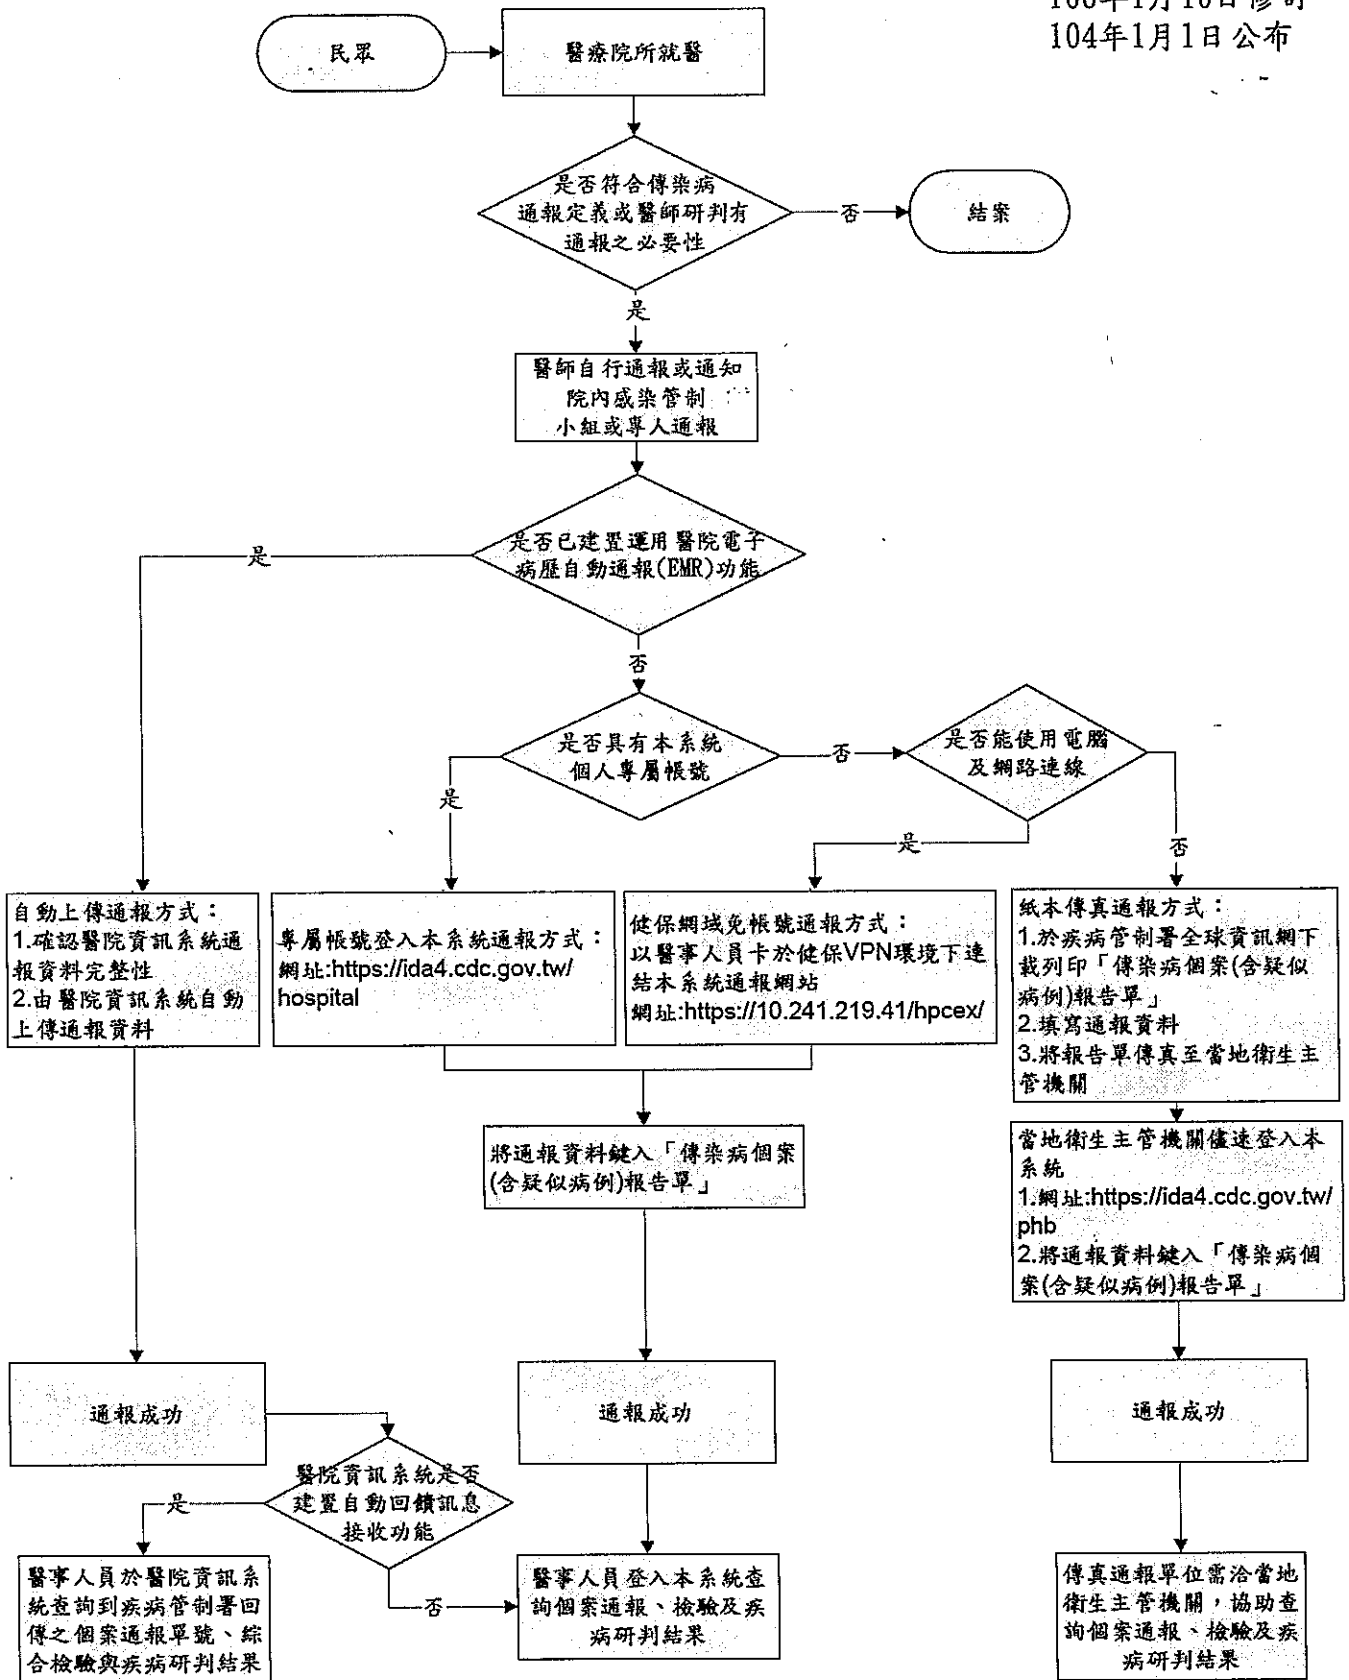 104年1月1日公布
民眾
醫療院所就醫
是否符合傳染病
通報定義或醫師研判有
通報之必要性
否
結案
是
醫師自行通報或通知
院內感染管制
小組或專人通報
是否已建置運用醫院電子
病歷自動通報(EMR)功能
是
否
是否具有本系統
個人專屬帳號
否
是否能使用電腦
及網路連線
是
是
否
自動上傳通報方式：
1.確認醫院資訊系統通
報資料完整性
2.由醫院資訊系統自動
上傳通報資料
專屬帳號登入本系統通報方式：
網址:https://ida4.cdc.gov.tw/
hospital
健保網域免帳號通報方式：
以醫事人員卡於健保VPN環境下連
結本系統通報網站
網址:https://10.241.219.41/hpcex/
紙本傳真通報方式：
1.於疾病管制署全球資訊網下
載列印「傳染病個案(含疑似
病例)報告單」
2.填寫通報資料
3.將報告單傳真至當地衛生主
管機關
將通報資料鍵入「傳染病個案
(含疑似病例)報告單」
當地衛生主管機關儘速登入本
系統
1.網址:https://ida4.cdc.gov.tw/
phb
2.將通報資料鍵入「傳染病個
案(含疑似病例)報告單」
通報成功
通報成功
通報成功
醫院資訊系統是否
建置自動回饋訊息
接收功能
是
否
醫事人員於醫院資訊系
統查詢到疾病管制署回
傳之個案通報單號、綜
合檢驗與疾病研判結果
醫事人員登入本系統查
詢個案通報、檢驗及疾
病研判結果
傳真通報單位需洽當地
衛生主管機關，協助查
詢個案通報、檢驗及疾
病研判結果